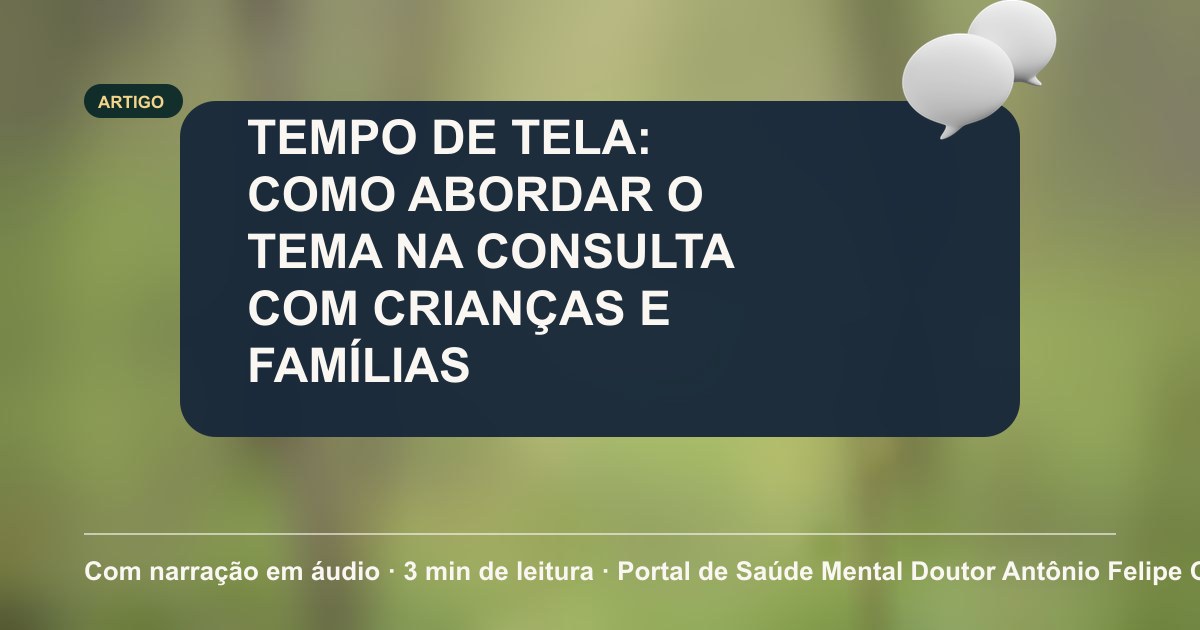 ARTIGO
TEMPO DE TELA:
COMO ABORDAR O
TEMA NA CONSULTA
COM CRIANÇAS E
FAMÍLIAS
Com narração em áudio · 3 min de leitura · Portal de Saúde Mental Doutor Antônio Felipe